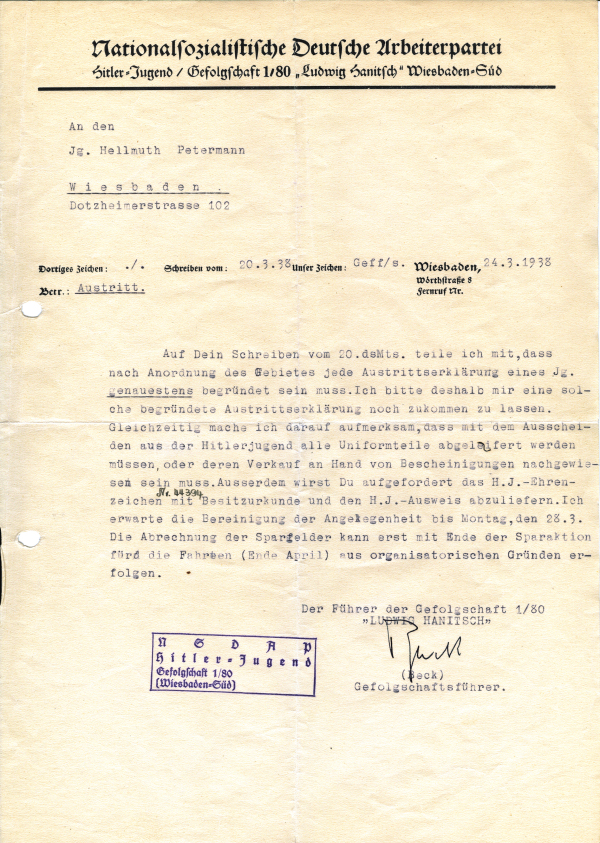 Nationalsozialistische Deutsche Arbeiterpartei
Hitler-Jugend / Gefolgschaft 1/80 „Ludwig Hanitsch" Wiesbaden-Süd
An den
Jg. Hellmuth Petermann
Wiesbaden.
Dotzheimerstrasse 102
Dortiges Zeichen: ./. Schreiben vom: 20.3.38 Unser Zeichen: Geff/s. Wiesbaden, 24.3.1938
Wörthstraße 8
Betr.: Austritt. Fernruf Nr.
Auf Dein Schreiben vom 20.dsMts. teile ich mit,dass
nach Anordnung des Gebietes jede Austrittserklärung eines Jg.
genauestens begründet sein muss.Ich bitte deshalb mir eine sol-
che begründete Austrittserklärung noch zukommen zu lassen.
Gleichzeitig mache ich darauf aufmerksam,dass mit dem Ausschei-
den aus der Hitlerjugend alle Uniformteile abgeliefert werden
müssen,oder deren Verkauf an Hand von Bescheinigungen nachgewie-
sen sein muss.Ausserdem wirst Du aufgefordert das H.J.-Ehren-
Nr. 44394
zeichen mit Besitzurkunde und den H.J.-Ausweis abzuliefern.Ich
erwarte die Bereinigung der Angelegenheit bis Montag,den 28.3.
Die Abrechnung der Sparfelder kann erst mit Ende der Sparaktion
fürd die Fahrben (Ende April) aus organisatorischen Gründen er-
folgen.
Der Führer der Gefolgschaft 1/80
„LUDWIG HANITSCH"
Beck
(Beck)
Gefolgschaftsführer.
NSDAP
Hitler-Jugend
Gefolgschaft 1/80
(Wiesbaden-Süd)